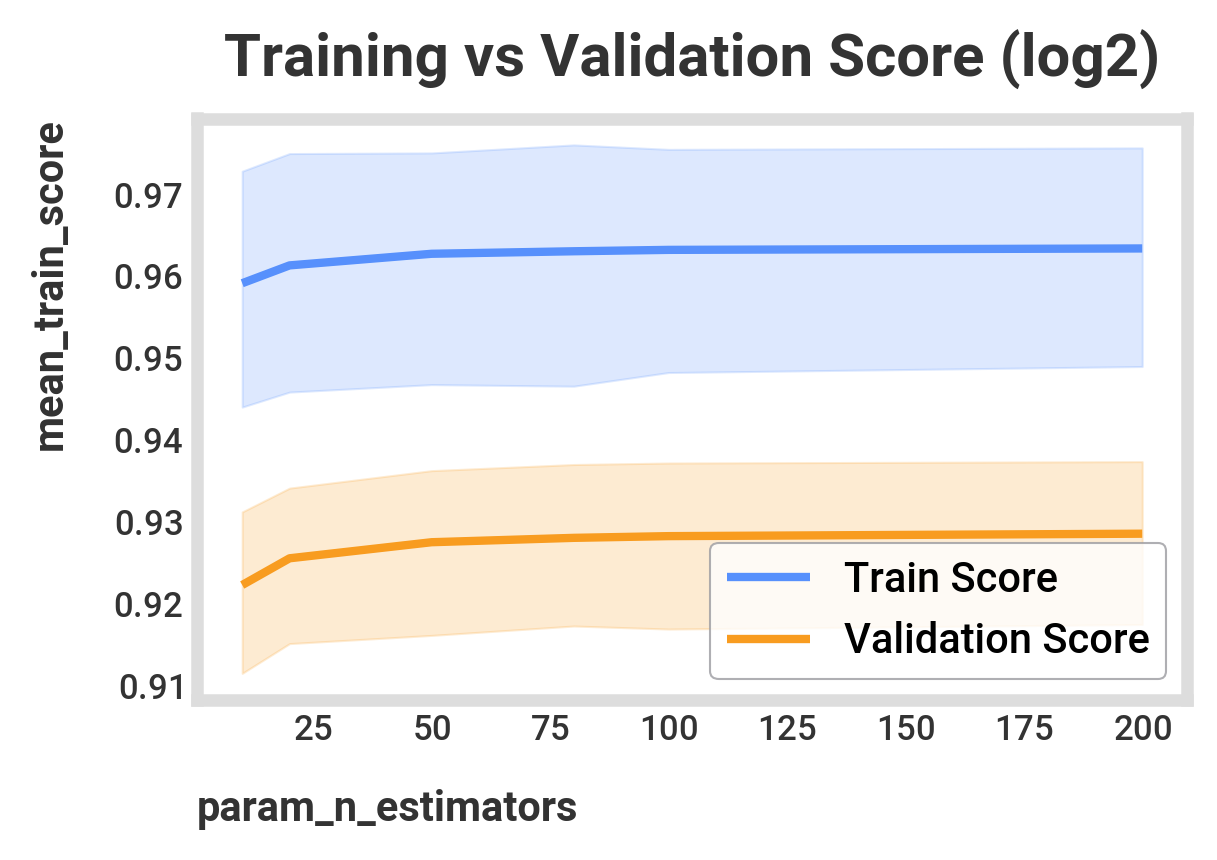 Training vs Validation Score (log2)
mean_train_score
0.97
0.96
0.95
0.94
0.93
0.92
0.91
Train Score
Validation Score
25 50 75 100 125 150 175 200
param_n_estimators